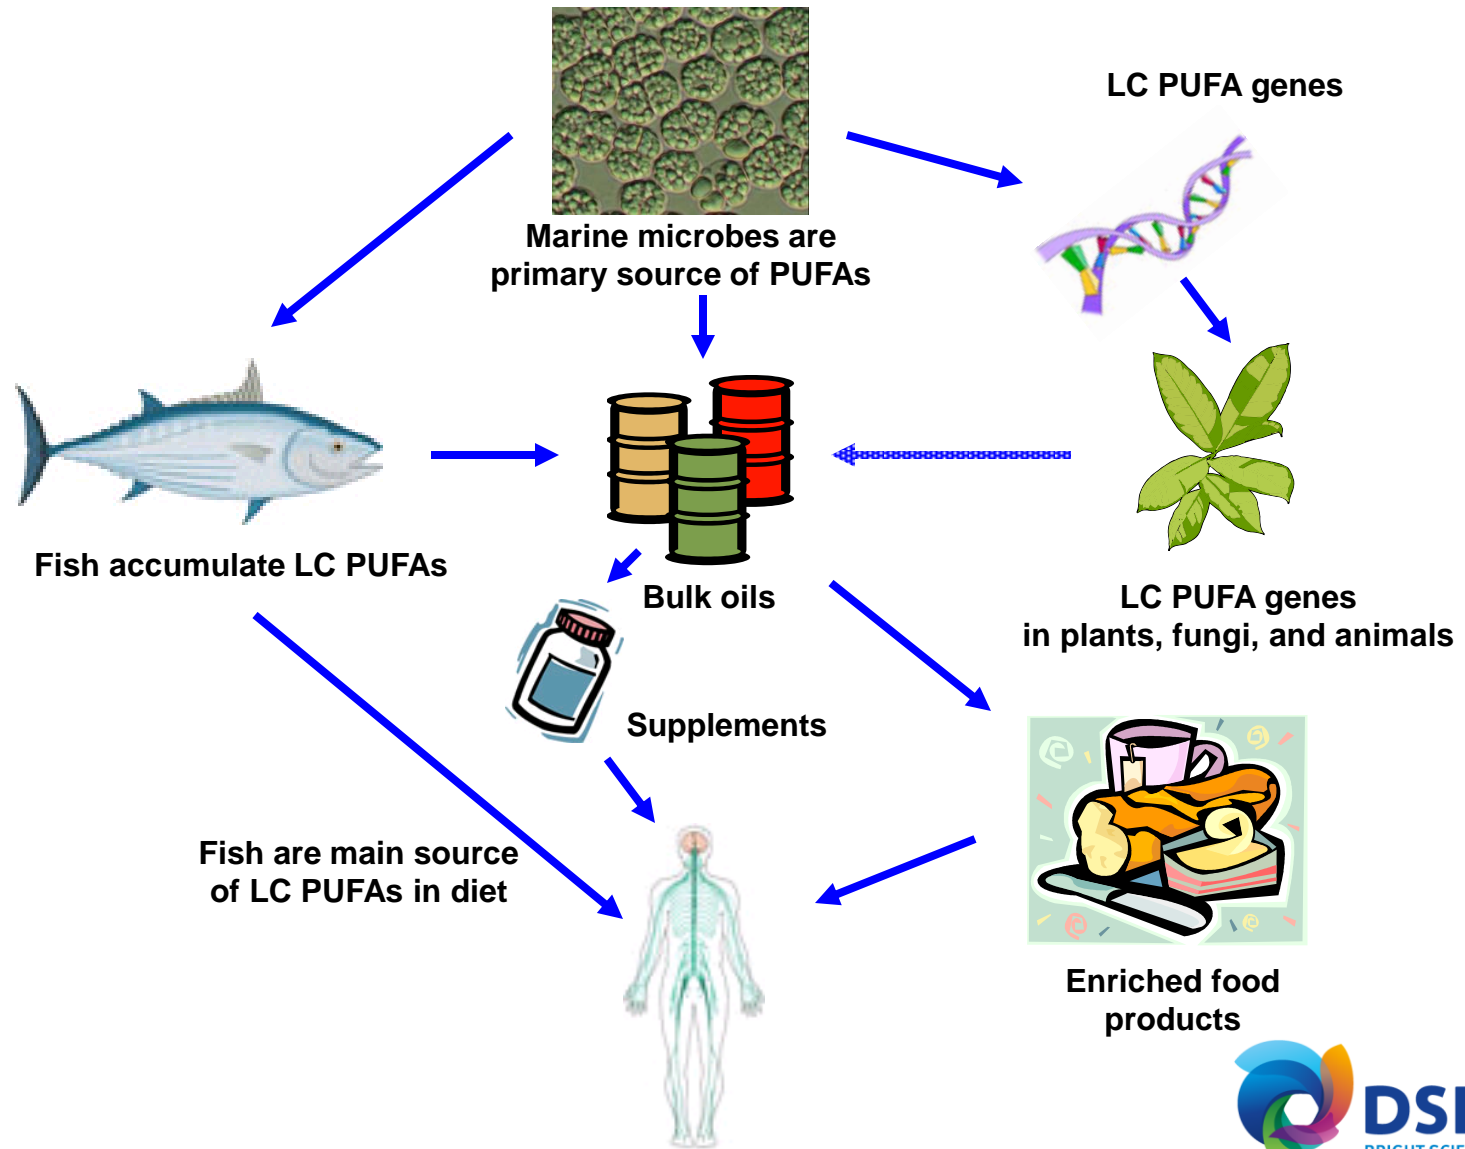 LC PUFA genes
Marine microbes are
primary source of PUFAs
Fish accumulate LC PUFAs
Bulk oils
LC PUFA genes
in plants, fungi, and animals
Supplements
Fish are main source
of LC PUFAs in diet
Enriched food
products